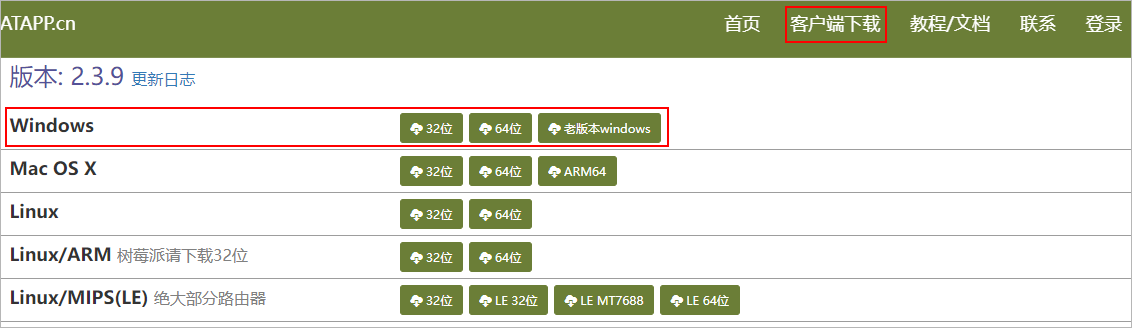 ATAPP.cn 首页 客户端下载 教程/文档 联系 登录
版本: 2.3.9 更新日志
Windows 32位 64位 老版本windows
Mac OS X 32位 64位 ARM64
Linux 32位 64位
Linux/ARM 树莓派请下载32位 32位 64位
Linux/MIPS(LE) 绝大部分路由器 32位 LE 32位 LE MT7688 LE 64位